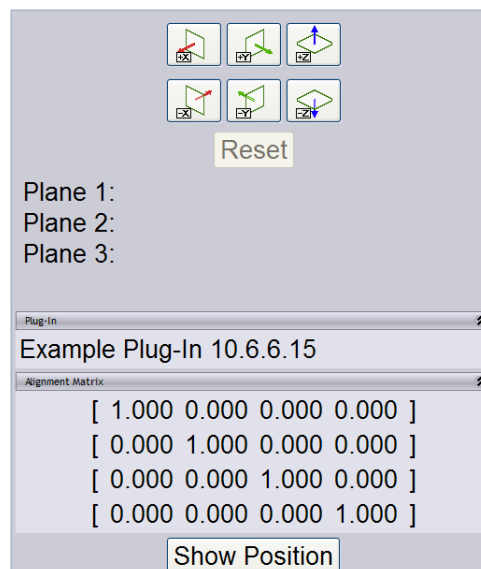 +X +Y +Z
-X -Y -Z
Reset
Plane 1:
Plane 2:
Plane 3:
Plug-In
Example Plug-In 10.6.6.15
Alignment Matrix
[ 1.000 0.000 0.000 0.000 ]
[ 0.000 1.000 0.000 0.000 ]
[ 0.000 0.000 1.000 0.000 ]
[ 0.000 0.000 0.000 1.000 ]
Show Position